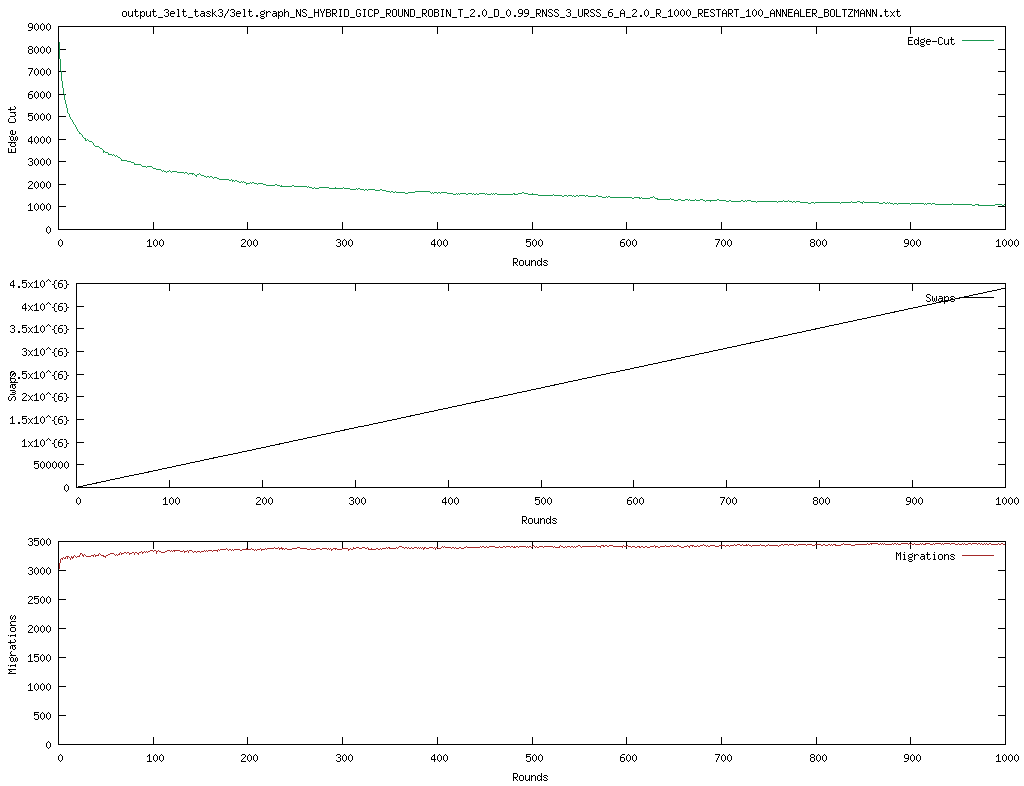 output_3elt_task3/3elt.graph_NS_HYBRID_GICP_ROUND_ROBIN_T_2.0_D_0.99_RNSS_3_URSS_6_A_2.0_R_1000_RESTART_100_ANNEALER_BOLTZMANN.txt
Edge-Cut
Edge Cut
9000
8000
7000
6000
5000
4000
3000
2000
1000
0
0 100 200 300 400 500 600 700 800 900 1000
Rounds
Swaps
Swaps
4.5x10^{6}
4x10^{6}
3.5x10^{6}
3x10^{6}
2.5x10^{6}
2x10^{6}
1.5x10^{6}
1x10^{6}
500000
0
0 100 200 300 400 500 600 700 800 900 1000
Rounds
Migrations
Migrations
3500
3000
2500
2000
1500
1000
500
0
0 100 200 300 400 500 600 700 800 900 1000
Rounds